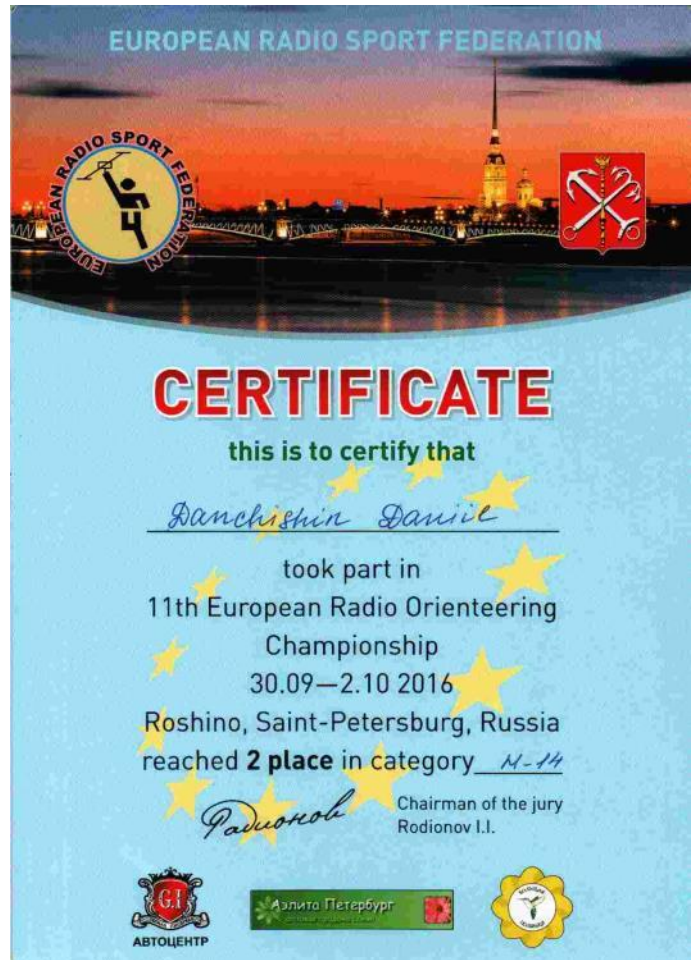 EUROPEAN RADIO SPORT FEDERATION
EUROPEAN RADIO SPORT FEDERATION
CERTIFICATE
this is to certify that
Danchishin Daniil
took part in
11th European Radio Orienteering
Championship
30.09—2.10 2016
Roshino, Saint-Petersburg, Russia
reached 2 place in category M-14
Радионов
Chairman of the jury
Rodionov I.I.
G.I
АВТОЦЕНТР
Аэлита Петербург